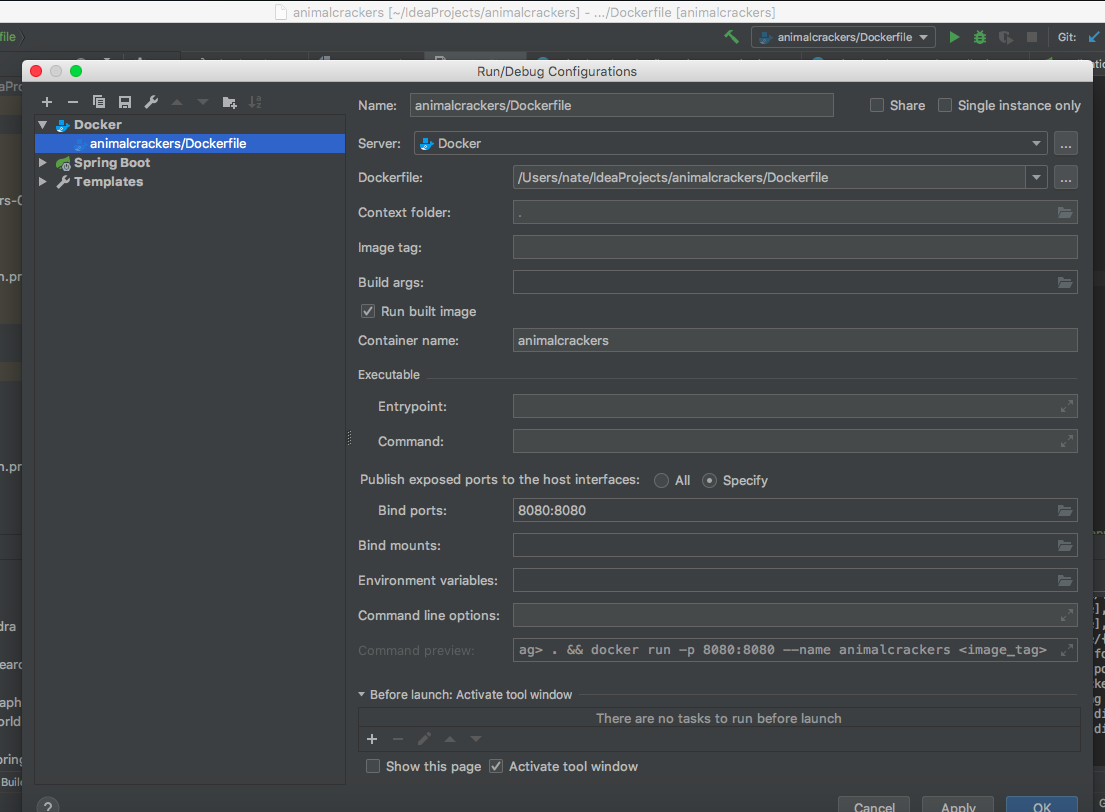 animalcrackers [~/IdeaProjects/animalcrackers] - .../Dockerfile [animalcrackers]
file
animalcrackers/Dockerfile
Git:
Run/Debug Configurations
Docker
animalcrackers/Dockerfile
Spring Boot
Templates
Name: animalcrackers/Dockerfile
Share
Single instance only
Server: Docker
...
Dockerfile: /Users/nate/IdeaProjects/animalcrackers/Dockerfile
...
Context folder: .
Image tag:
Build args:
Run built image
Container name: animalcrackers
Executable
Entrypoint:
Command:
Publish exposed ports to the host interfaces: All Specify
Bind ports: 8080:8080
Bind mounts:
Environment variables:
Command line options:
Command preview: ag> . && docker run -p 8080:8080 --name animalcrackers <image_tag>
Before launch: Activate tool window
There are no tasks to run before launch
Show this page
Activate tool window
?
Cancel
Apply
OK